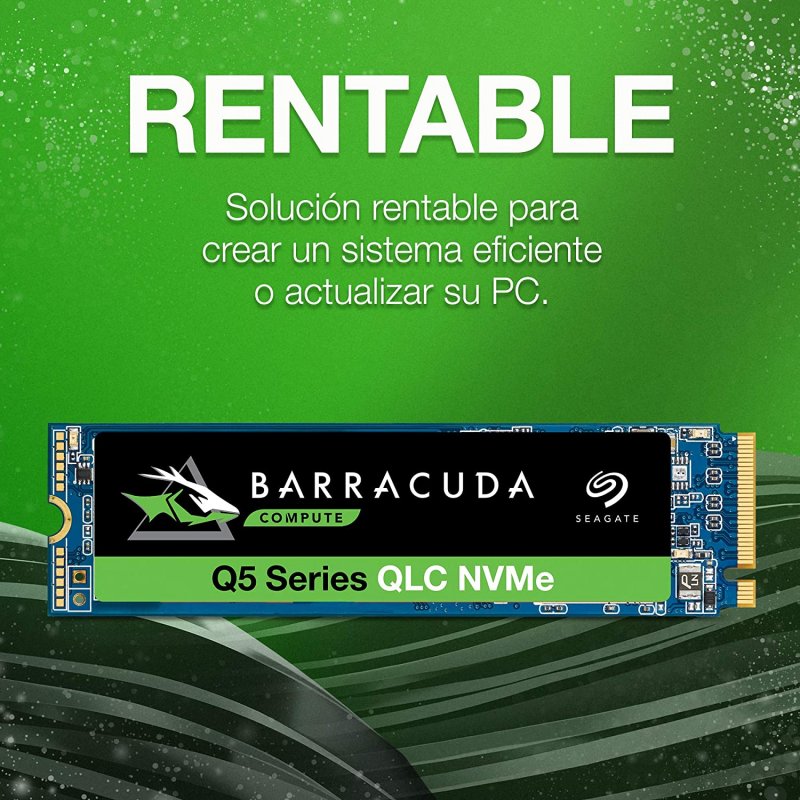 RENTABLE
Solución rentable para
crear un sistema eficiente
o actualizar su PC.
BARRACUDA
COMPUTE
SEAGATE
Q5 Series QLC NVMe